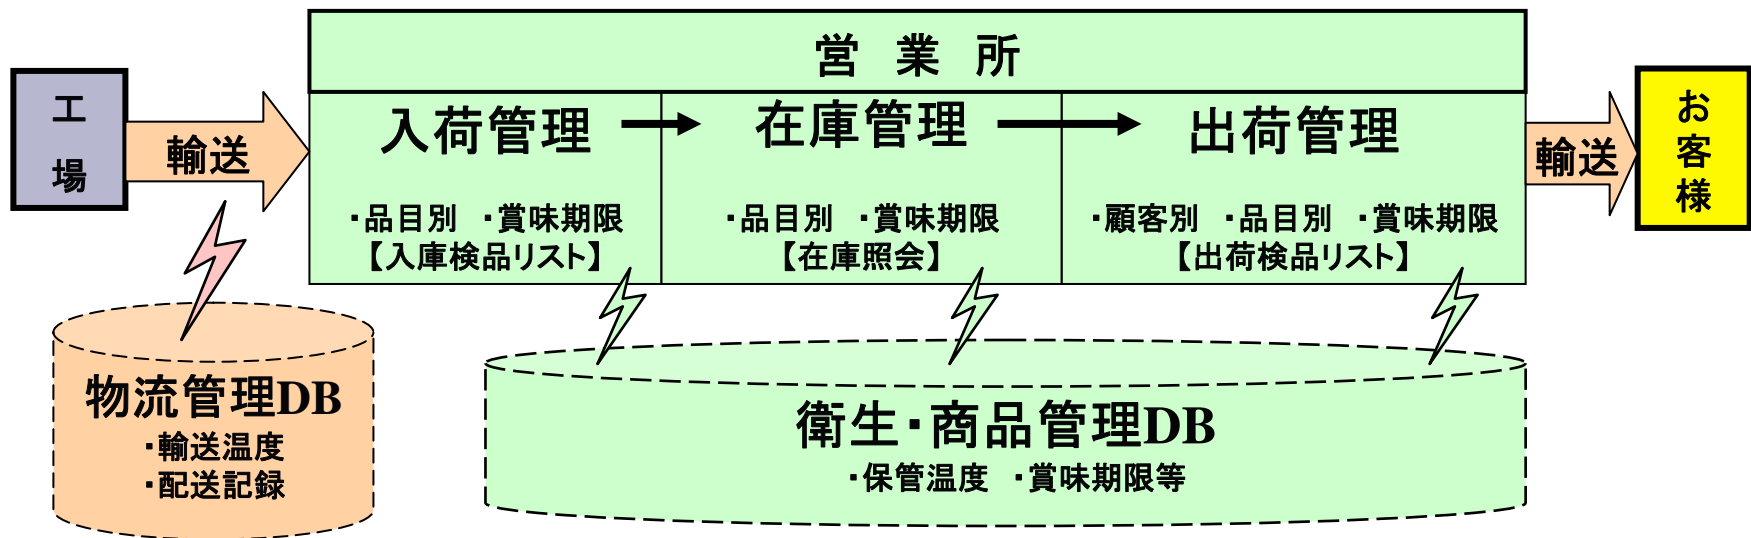 営　業　所
工
場
輸送
入荷管理
・品目別　・賞味期限
【入庫検品リスト】
在庫管理
・品目別　・賞味期限
【在庫照会】
出荷管理
・顧客別　・品目別　・賞味期限
【出荷検品リスト】
輸送
お
客
様
物流管理DB
・輸送温度
・配送記録
衛生・商品管理DB
・保管温度　・賞味期限等